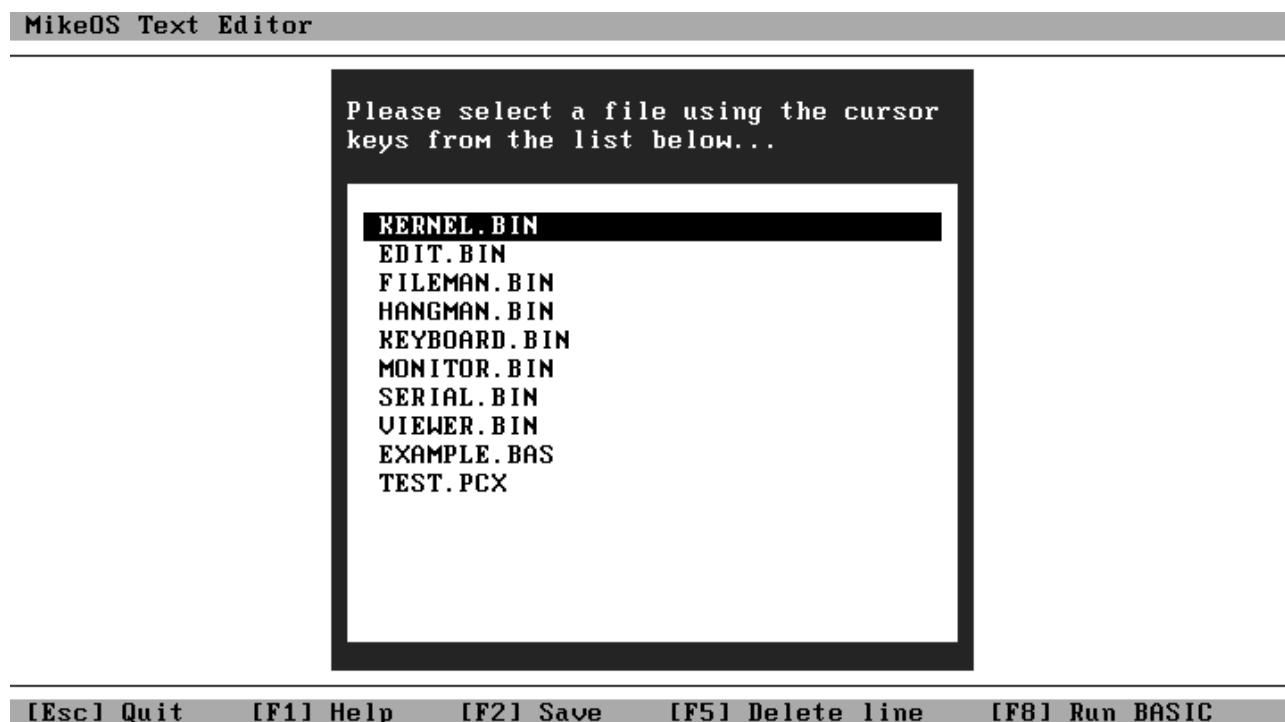 MikeOS Text Editor
Please select a file using the cursor
keys from the list below...
KERNEL.BIN
EDIT.BIN
FILEMAN.BIN
HANGMAN.BIN
KEYBOARD.BIN
MONITOR.BIN
SERIAL.BIN
VIEWER.BIN
EXAMPLE.BAS
TEST.PCX
[Esc] Quit [F1] Help [F2] Save [F5] Delete line [F8] Run BASIC